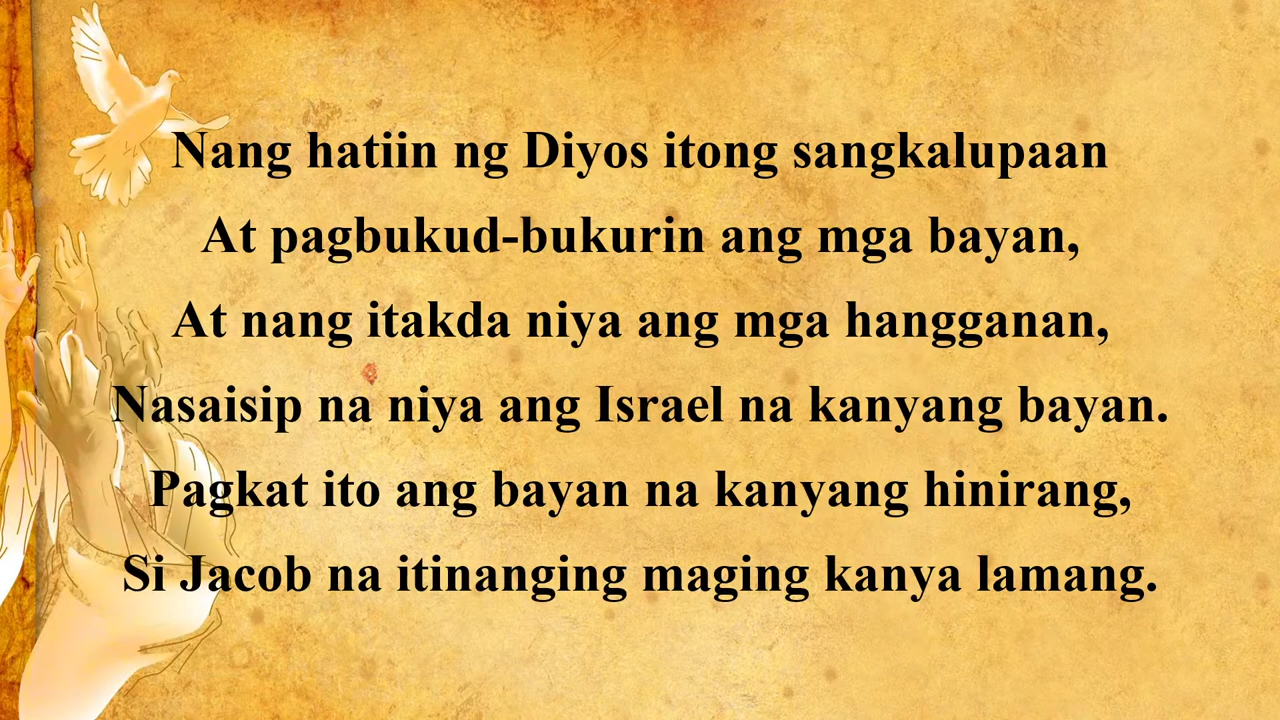 Nang hatiin ng Diyos itong sangkalupaan
At pagbukud-bukurin ang mga bayan,
At nang itakda niya ang mga hangganan,
Nasaisip na niya ang Israel na kanyang bayan.
Pagkat ito ang bayan na kanyang hinirang,
Si Jacob na itinanging maging kanya lamang.